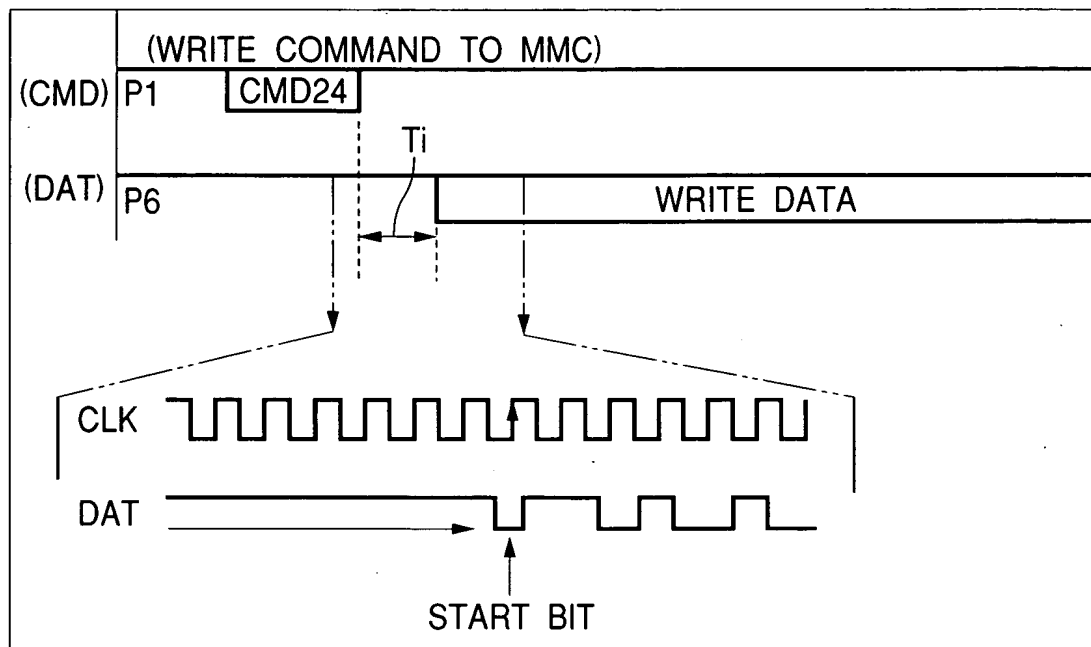 (WRITE COMMAND TO MMC)
(CMD) P1 CMD24
Ti
(DAT) P6 WRITE DATA
CLK
DAT
START BIT